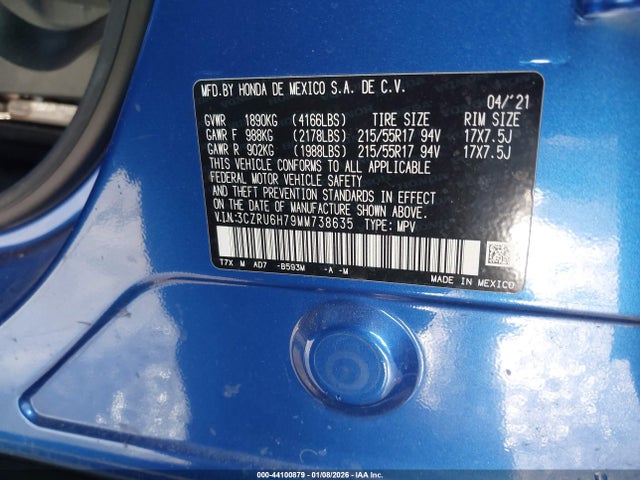 MFD.BY HONDA DE MEXICO S.A. DE C.V.
04/'21
GVWR 1890KG (4166LBS) TIRE SIZE RIM SIZE
GAWR F 988KG (2178LBS) 215/55R17 94V 17X7.5J
GAWR R 902KG (1988LBS) 215/55R17 94V 17X7.5J
THIS VEHICLE CONFORMS TO ALL APPLICABLE
FEDERAL MOTOR VEHICLE SAFETY
AND THEFT PREVENTION STANDARDS IN EFFECT
ON THE DATE OF MANUFACTURE SHOWN ABOVE.
V.I.N:3CZRU6H79MM738635 TYPE: MPV
T7X M AD7 -B593M -A -M
MADE IN MEXICO
000-44100879 - 01/08/2026 - IAAI.com